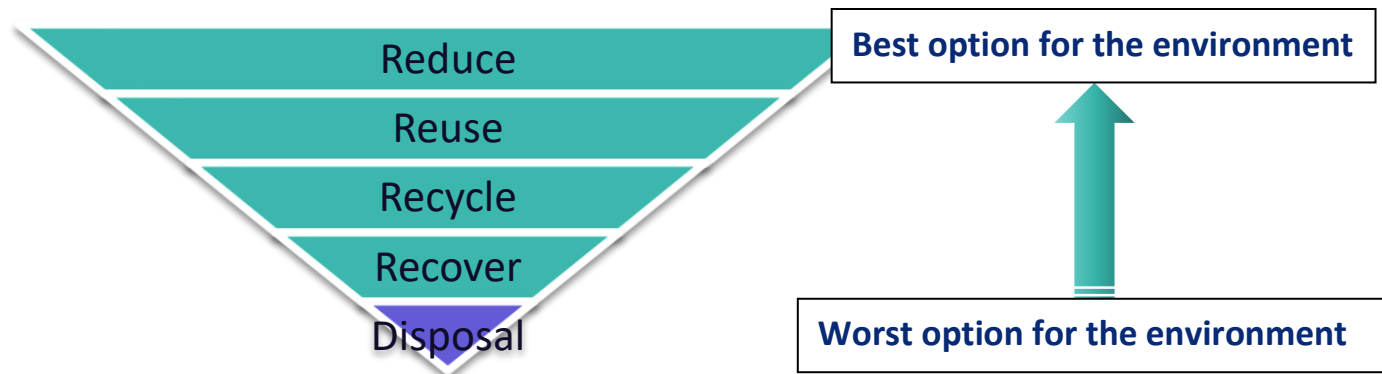 Reduce
Best option for the environment
Reuse
Recycle
Recover
Disposal
Worst option for the environment